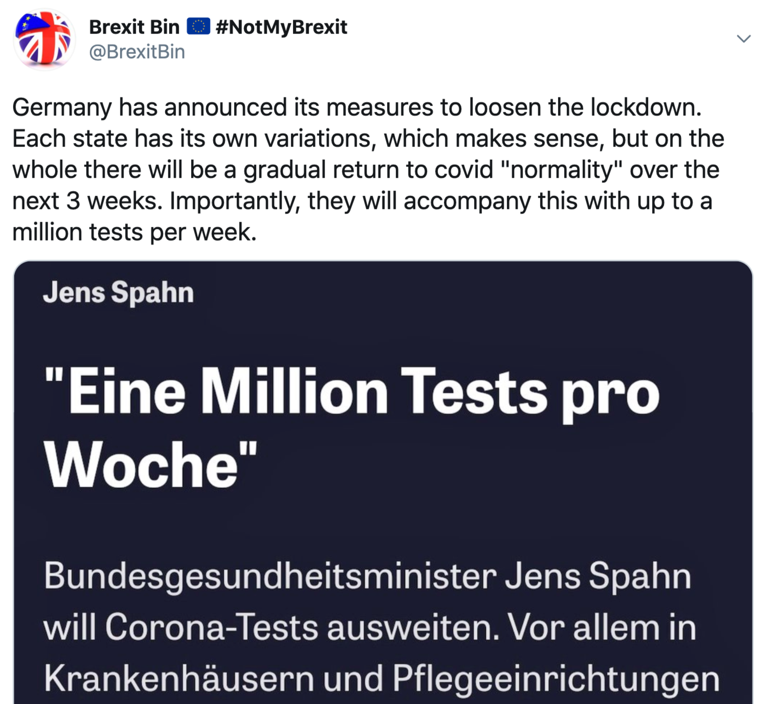 Brexit Bin 🇪🇺 #NotMyBrexit
@BrexitBin
Germany has announced its measures to loosen the lockdown.
Each state has its own variations, which makes sense, but on the
whole there will be a gradual return to covid "normality" over the
next 3 weeks. Importantly, they will accompany this with up to a
million tests per week.
Jens Spahn
"Eine Million Tests pro
Woche"
Bundesgesundheitsminister Jens Spahn
will Corona-Tests ausweiten. Vor allem in
Krankenhäusern und Pflegeeinrichtungen